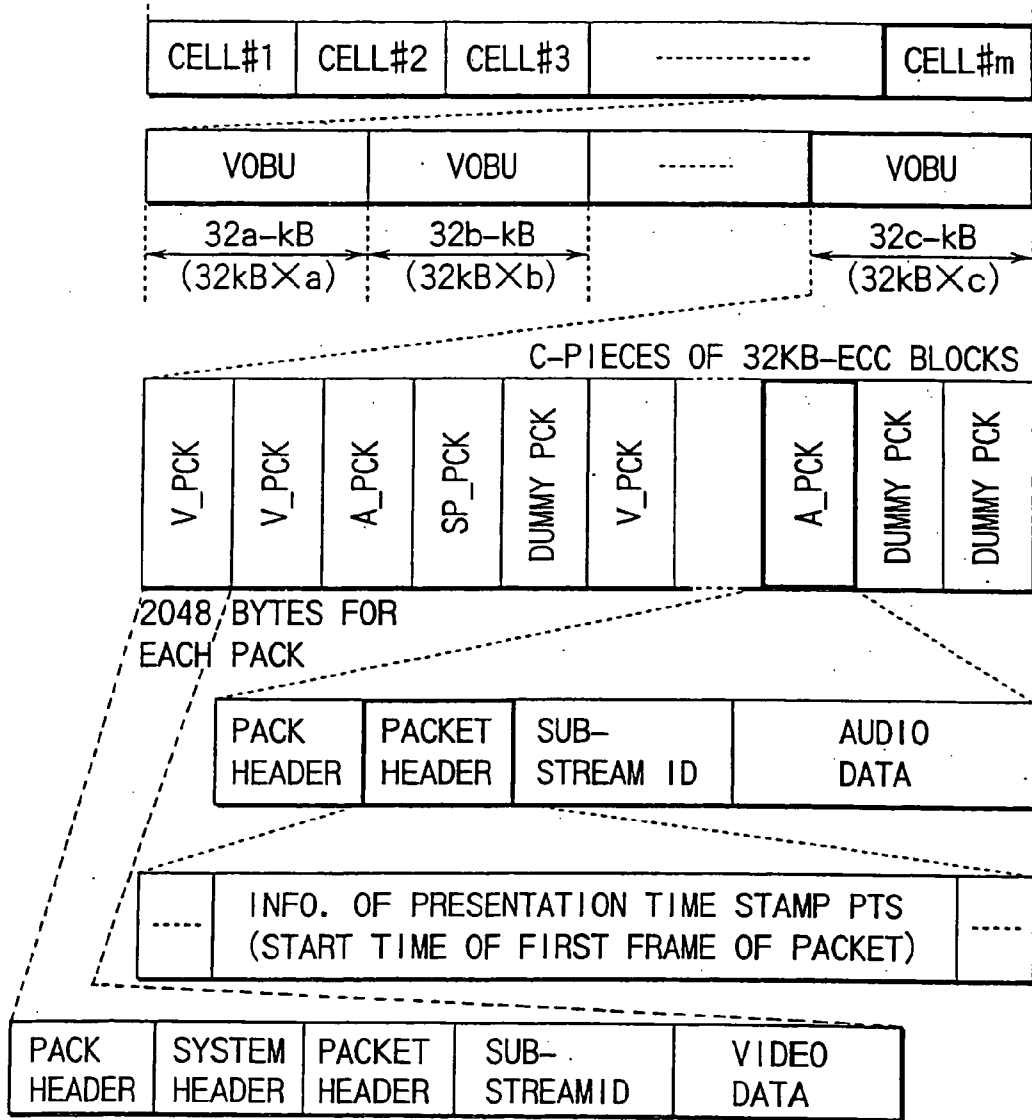 CELL#1 CELL#2 CELL#3 CELL#m
VOBU VOBU VOBU
32a-kB 32b-kB 32c-kB
(32kB×a) (32kB×b) (32kB×c)
C-PIECES OF 32KB-ECC BLOCKS
V_PCK
V_PCK
A_PCK
SP_PCK
DUMMY PCK
V_PCK
A_PCK
DUMMY PCK
DUMMY PCK
2048 BYTES FOR
EACH PACK
PACK PACKET SUB- AUDIO
HEADER HEADER STREAM ID DATA
INFO. OF PRESENTATION TIME STAMP PTS
(START TIME OF FIRST FRAME OF PACKET)
PACK SYSTEM PACKET SUB- VIDEO
HEADER HEADER HEADER STREAMID DATA